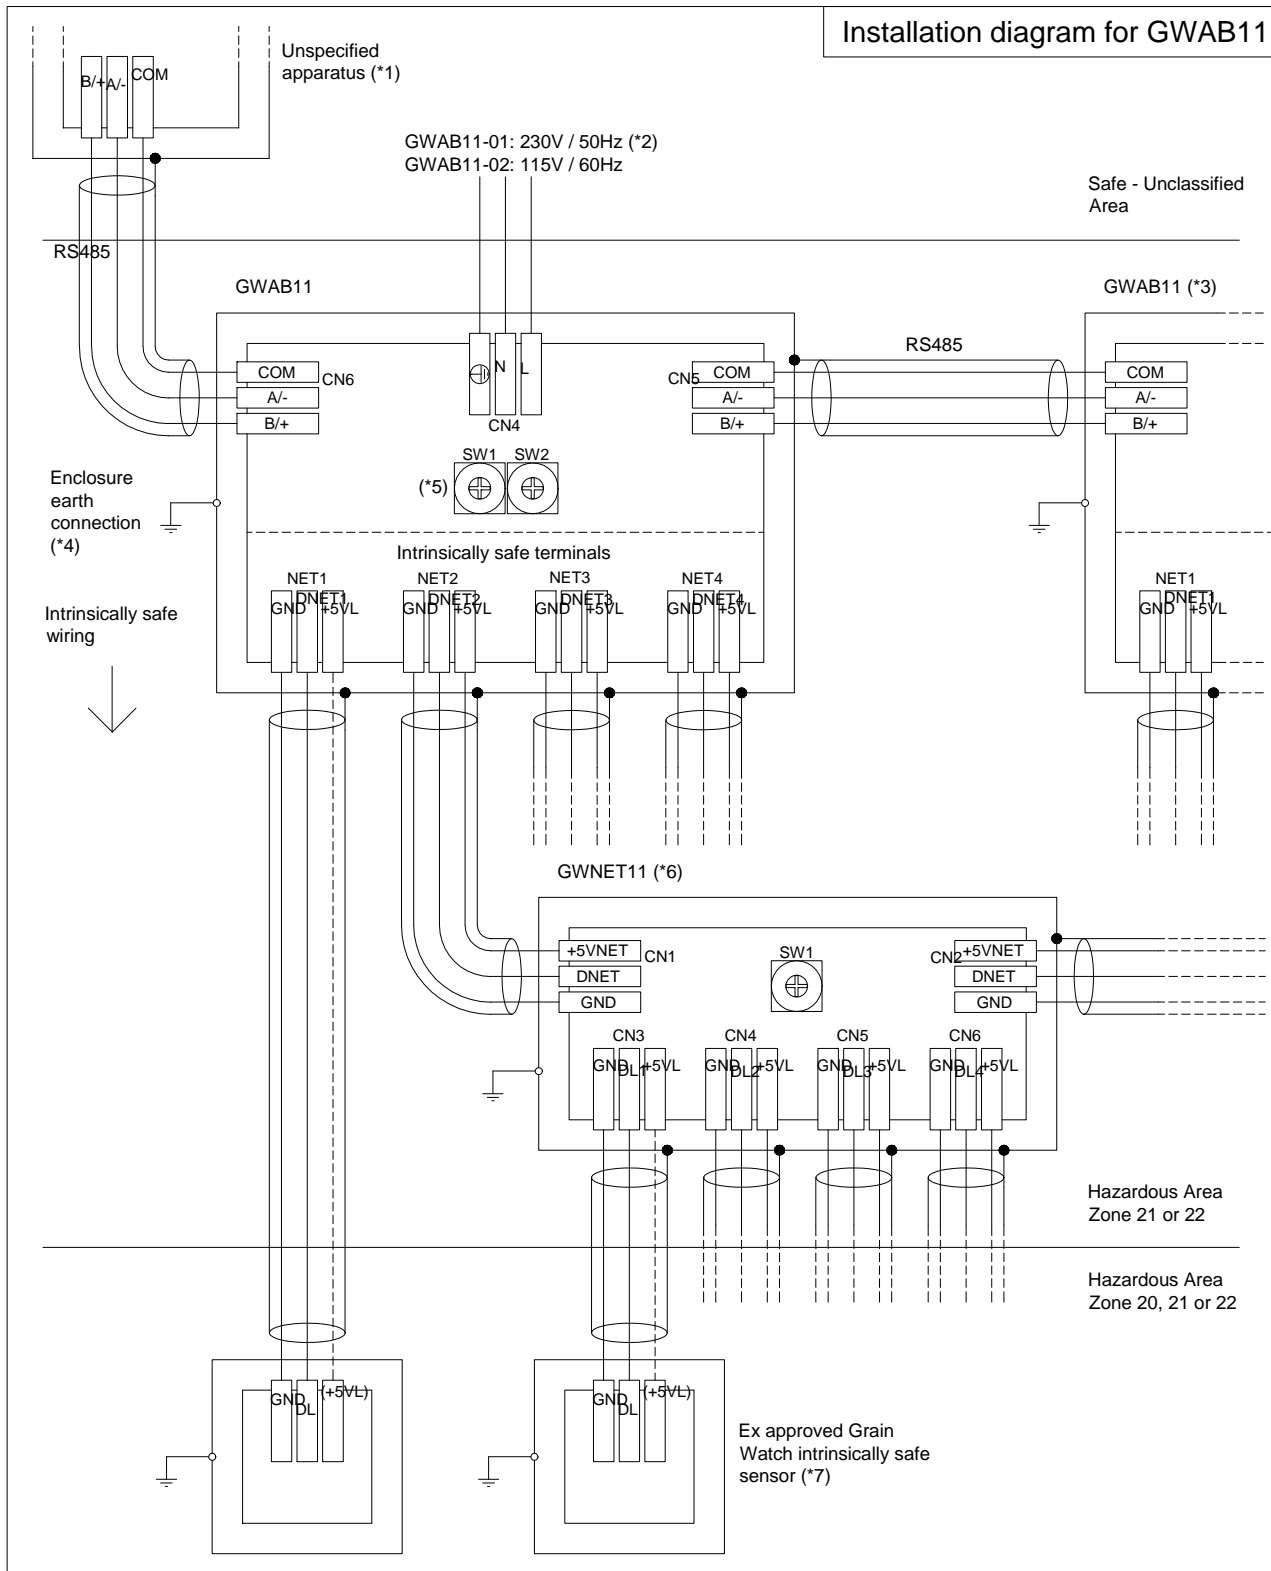 Installation diagram for GWAB11
Unspecified
apparatus (*1)
B/+ A/- COM
GWAB11-01: 230V / 50Hz (*2)
GWAB11-02: 115V / 60Hz
Safe - Unclassified
Area
RS485
GWAB11
GWAB11 (*3)
RS485
COM
A/-
B/+
CN6
N L
CN4
CN5
COM
A/-
B/+
COM
A/-
B/+
SW1 SW2
(*5)
Enclosure
earth
connection
(*4)
Intrinsically safe terminals
NET1
GND DNET1 +5VL
NET2
GND DNET2 +5VL
NET3
GND DNET3 +5VL
NET4
GND DNET4 +5VL
NET1
GND DNET1 +5VL
Intrinsically safe
wiring
GWNET11 (*6)
+5VNET
DNET
GND
CN1
SW1
CN2
+5VNET
DNET
GND
CN3
GND DL1 +5VL
CN4
GND DL2 +5VL
CN5
GND DL3 +5VL
CN6
GND DL4 +5VL
Hazardous Area
Zone 21 or 22
Hazardous Area
Zone 20, 21 or 22
GND DL (+5VL)
GND DL (+5VL)
Ex approved Grain
Watch intrinsically safe
sensor (*7)